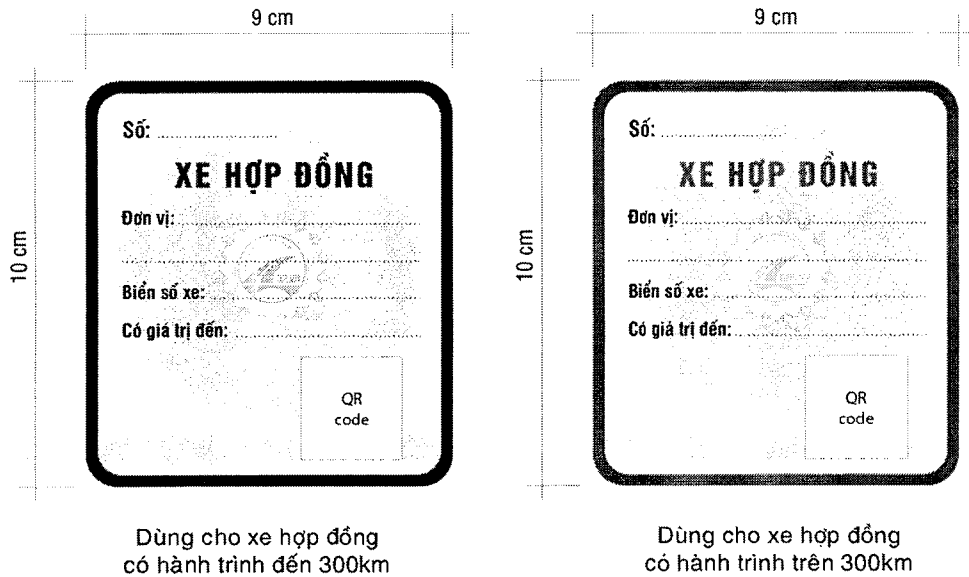 9 cm
10 cm
Số:
XE HỢP ĐỒNG
Đơn vị:
Biển số xe:
Có giá trị đến:
QR
code
Dùng cho xe hợp đồng
có hành trình đến 300km
9 cm
10 cm
Số:
XE HỢP ĐỒNG
Đơn vị:
Biển số xe:
Có giá trị đến:
QR
code
Dùng cho xe hợp đồng
có hành trình trên 300km